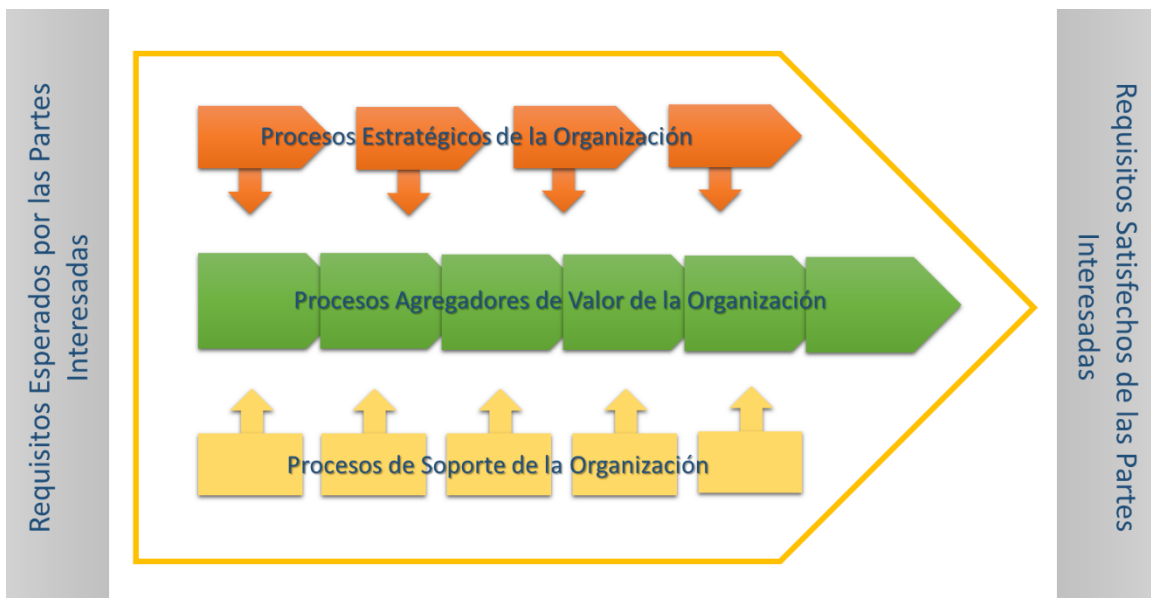 Requisitos Esperados por las Partes
Interesadas
Procesos Estratégicos de la Organización
Procesos Agregadores de Valor de la Organización
Procesos de Soporte de la Organización
Requisitos Satisfechos de las Partes
Interesadas